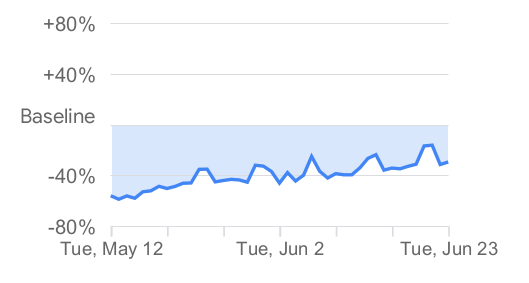 +80%
+40%
Baseline
-40%
-80%
Tue, May 12 Tue, Jun 2 Tue, Jun 23